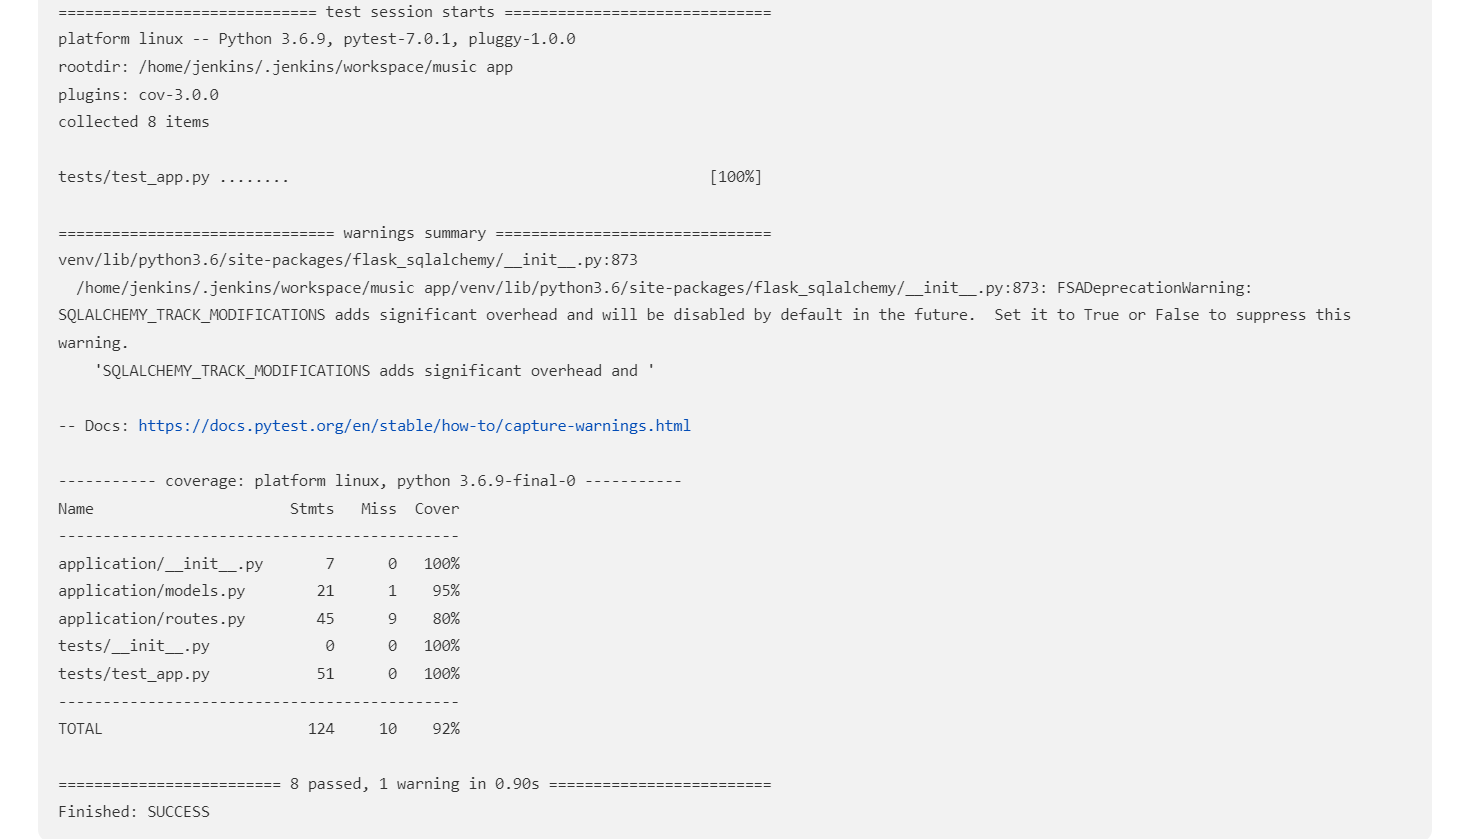 ============================= test session starts ==============================
platform linux -- Python 3.6.9, pytest-7.0.1, pluggy-1.0.0
rootdir: /home/jenkins/.jenkins/workspace/music app
plugins: cov-3.0.0
collected 8 items
tests/test_app.py ........                                               [100%]
=============================== warnings summary ===============================
venv/lib/python3.6/site-packages/flask_sqlalchemy/__init__.py:873
  /home/jenkins/.jenkins/workspace/music app/venv/lib/python3.6/site-packages/flask_sqlalchemy/__init__.py:873: FSADeprecationWarning:
SQLALCHEMY_TRACK_MODIFICATIONS adds significant overhead and will be disabled by default in the future.  Set it to True or False to suppress this
warning.
    'SQLALCHEMY_TRACK_MODIFICATIONS adds significant overhead and '
-- Docs: https://docs.pytest.org/en/stable/how-to/capture-warnings.html
----------- coverage: platform linux, python 3.6.9-final-0 -----------
Name                      Stmts   Miss  Cover
---------------------------------------------
application/__init__.py       7      0   100%
application/models.py        21      1    95%
application/routes.py        45      9    80%
tests/__init__.py             0      0   100%
tests/test_app.py            51      0   100%
---------------------------------------------
TOTAL                       124     10    92%
========================= 8 passed, 1 warning in 0.90s =========================
Finished: SUCCESS